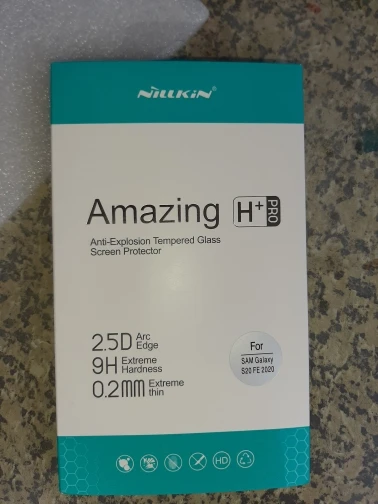 NiLLKiN®
Amazing H+ PRO
Anti-Explosion Tempered Glass
Screen Protector
2.5D Arc Edge
9H Extreme Hardness
0.2mm Extreme thin
For
SAM Galaxy
S20 FE 2020
HD